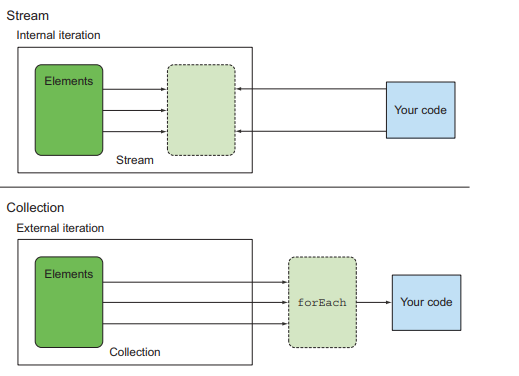 Stream
Internal iteration
Elements
Your code
Stream
Collection
External iteration
Elements
forEach
Your code
Collection